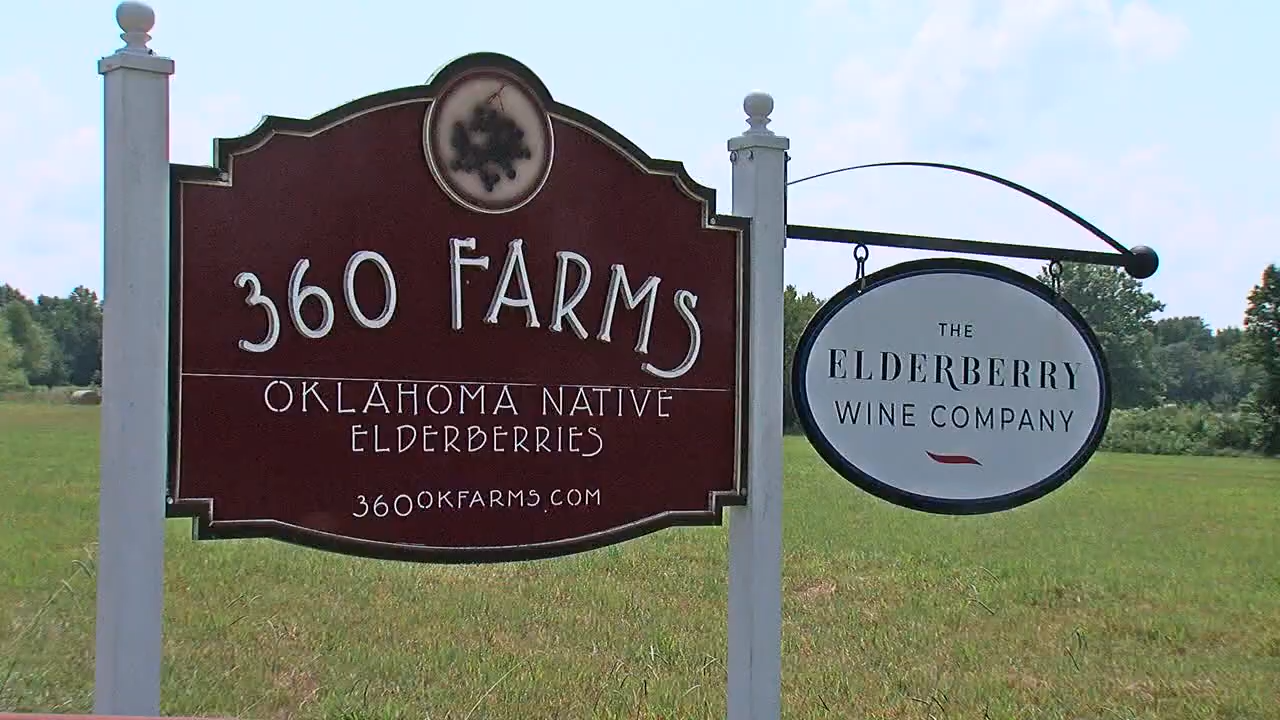 360 FARMS
OKLAHOMA NATIVE
ELDERBERRIES
360OKFARMS.COM
THE
ELDERBERRY
WINE COMPANY